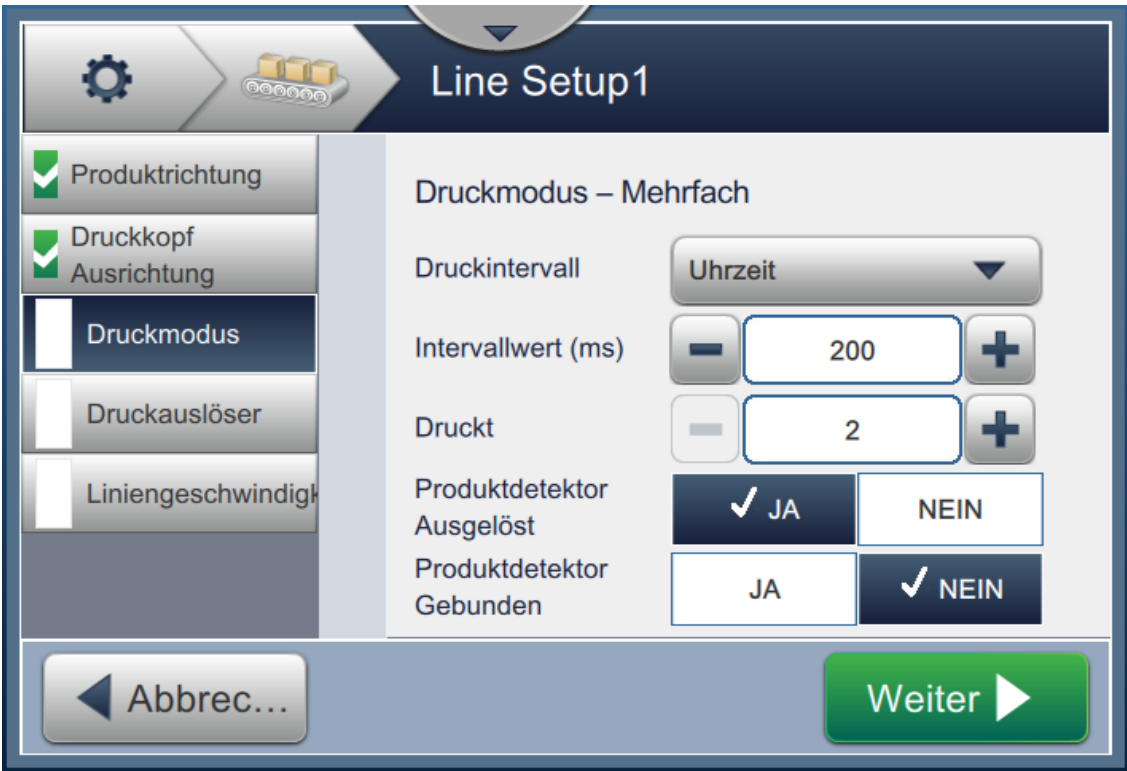 Line Setup1
Produktrichtung
Druckkopf
Ausrichtung
Druckmodus
Druckauslöser
Liniengeschwindigk
Druckmodus – Mehrfach
Druckintervall
Uhrzeit
Intervallwert (ms)
200
Druckt
2
Produktdetektor
Ausgelöst
JA
NEIN
Produktdetektor
Gebunden
JA
NEIN
Abbrec...
Weiter